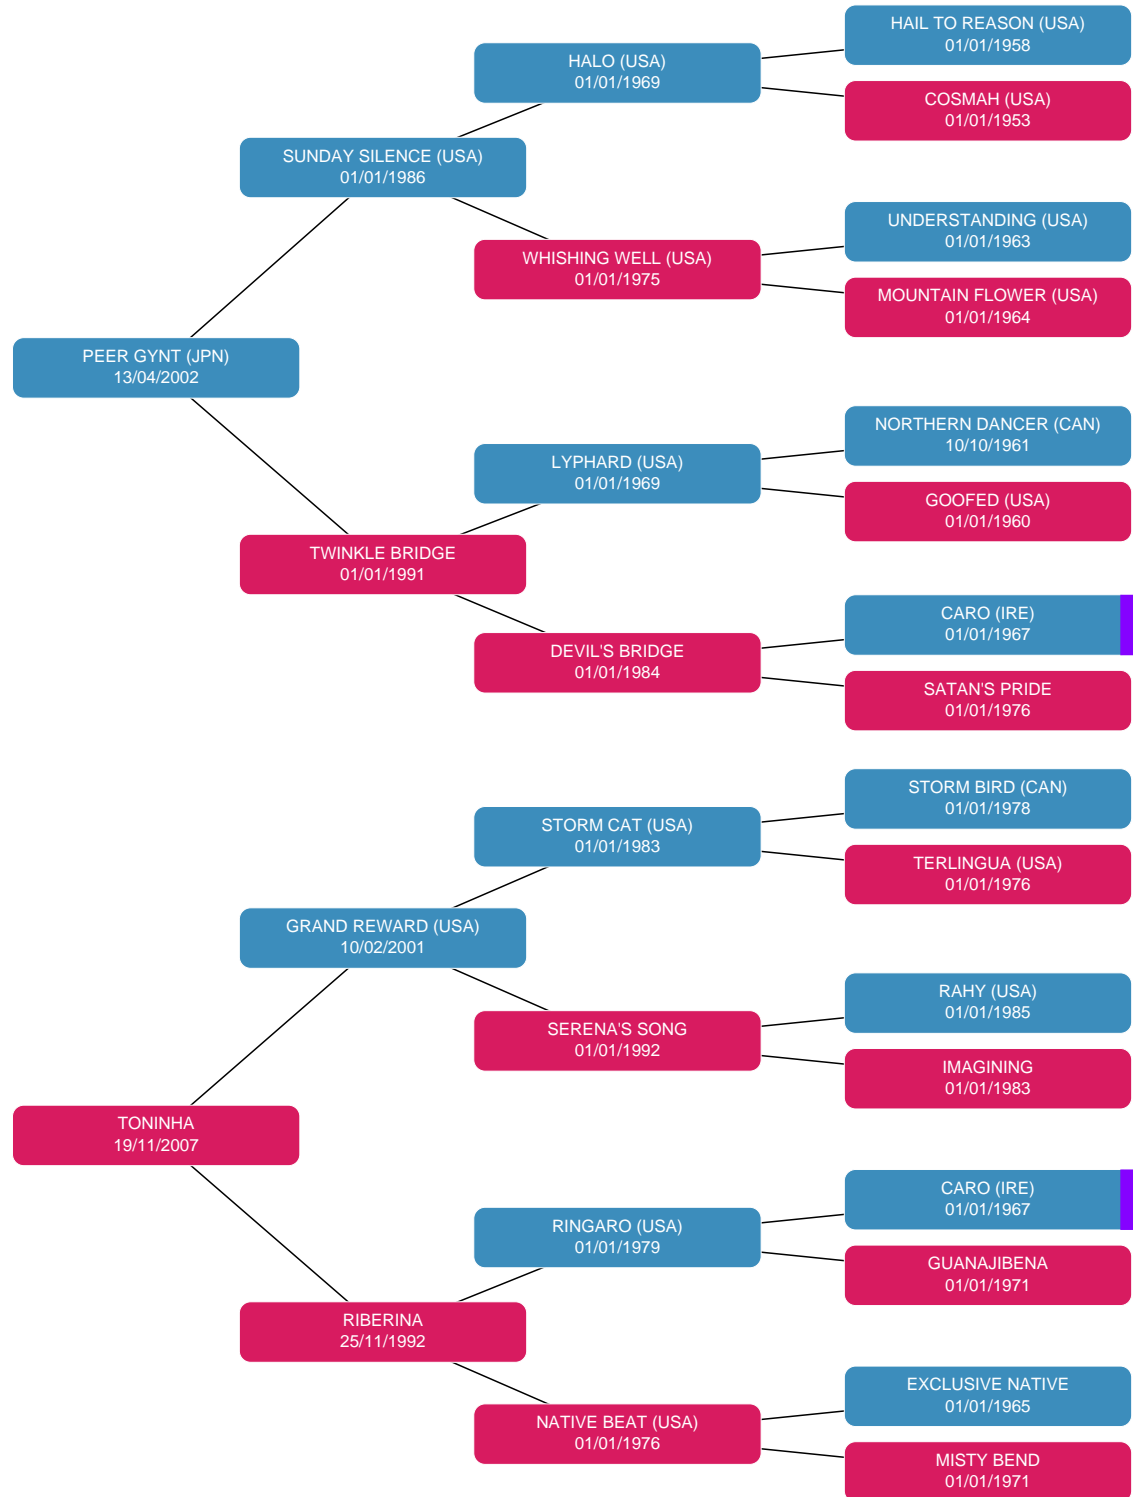 HAIL TO REASON (USA)
01/01/1958
HALO (USA)
01/01/1969
COSMAH (USA)
01/01/1953
SUNDAY SILENCE (USA)
01/01/1986
UNDERSTANDING (USA)
01/01/1963
WHISHING WELL (USA)
01/01/1975
MOUNTAIN FLOWER (USA)
01/01/1964
PEER GYNT (JPN)
13/04/2002
NORTHERN DANCER (CAN)
10/10/1961
LYPHARD (USA)
01/01/1969
GOOFED (USA)
01/01/1960
TWINKLE BRIDGE
01/01/1991
CARO (IRE)
01/01/1967
DEVIL'S BRIDGE
01/01/1984
SATAN'S PRIDE
01/01/1976
STORM BIRD (CAN)
01/01/1978
STORM CAT (USA)
01/01/1983
TERLINGUA (USA)
01/01/1976
GRAND REWARD (USA)
10/02/2001
RAHY (USA)
01/01/1985
SERENA'S SONG
01/01/1992
IMAGINING
01/01/1983
TONINHA
19/11/2007
CARO (IRE)
01/01/1967
RINGARO (USA)
01/01/1979
GUANAJIBENA
01/01/1971
RIBERINA
25/11/1992
EXCLUSIVE NATIVE
01/01/1965
NATIVE BEAT (USA)
01/01/1976
MISTY BEND
01/01/1971